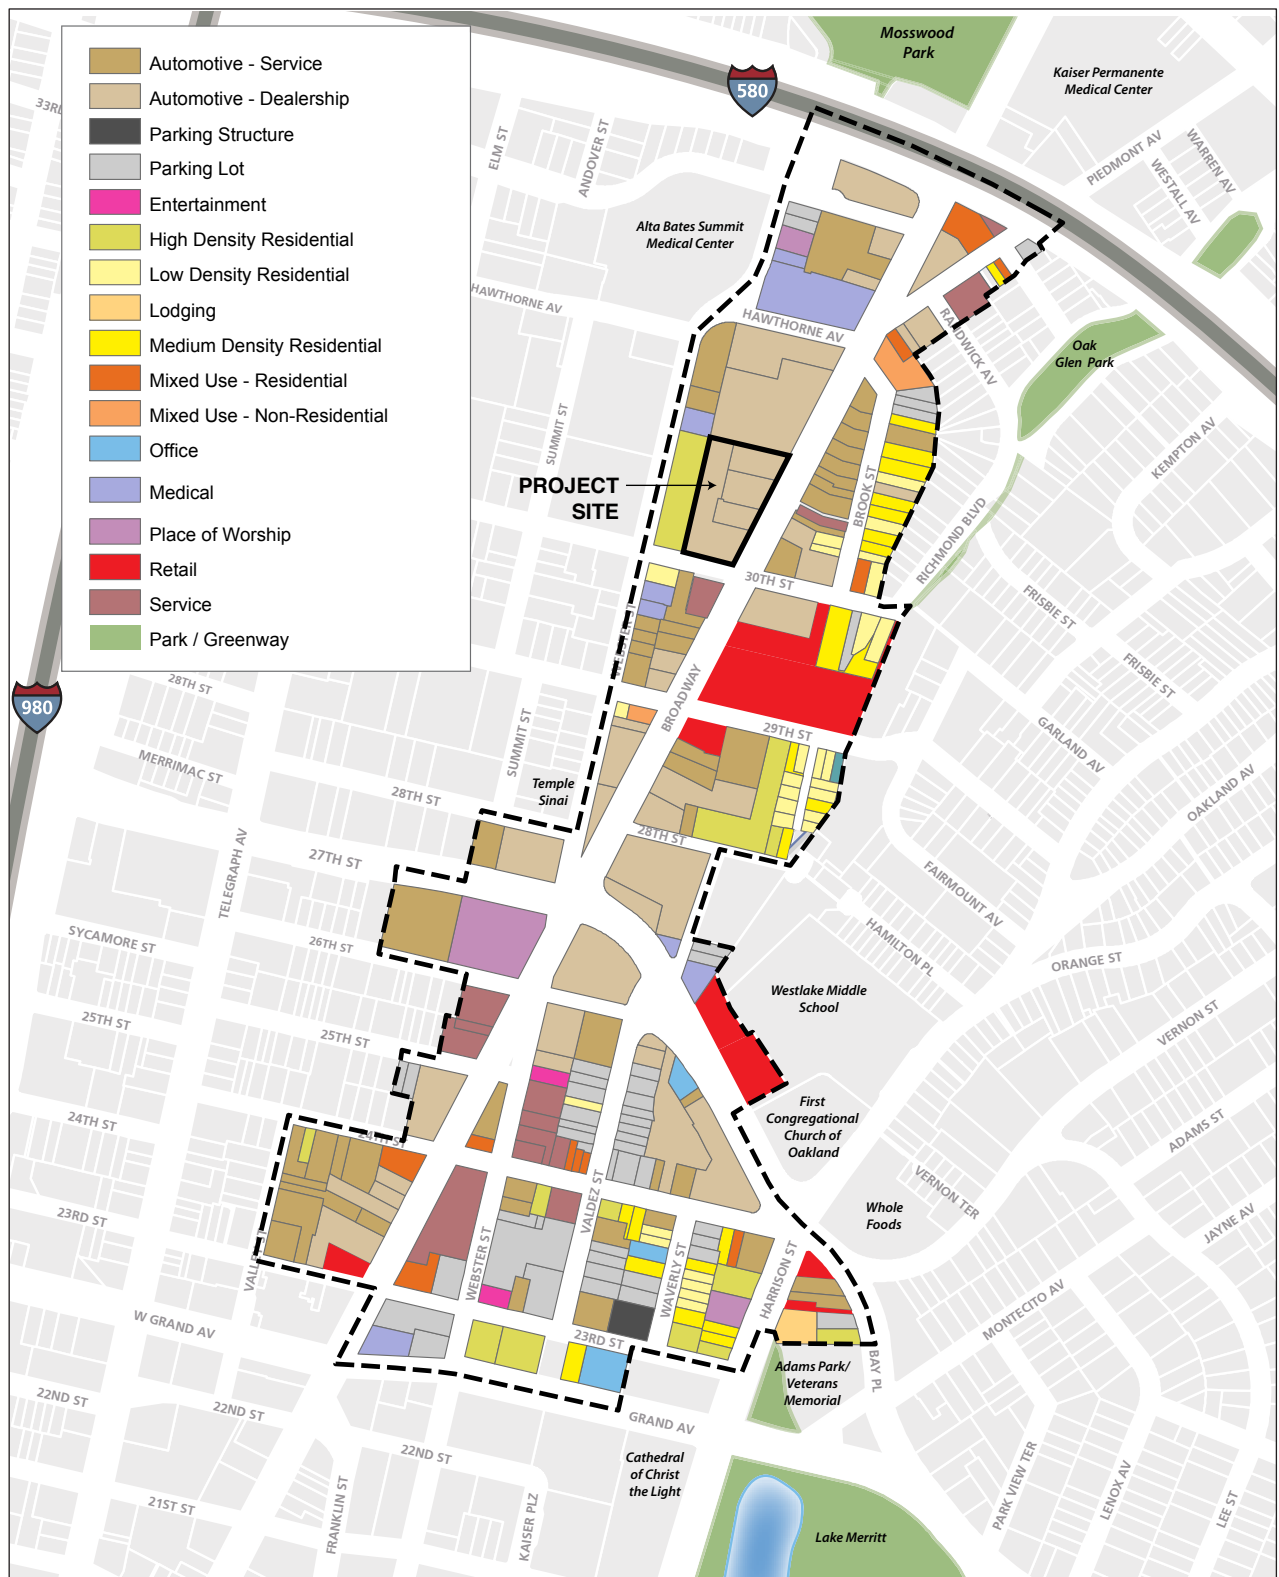 Automotive - Service
Automotive - Dealership
Parking Structure
Parking Lot
Entertainment
High Density Residential
Low Density Residential
Lodging
Medium Density Residential
Mixed Use - Residential
Mixed Use - Non-Residential
Office
Medical
Place of Worship
Retail
Service
Park / Greenway
Mosswood
Park
Kaiser Permanente
Medical Center
580
33RD
ELM ST
ANDOVER ST
PIEDMONT AV
WARREN AV
WESTALL AV
Alta Bates Summit
Medical Center
HAWTHORNE AV
HAWTHORNE AV
RANDWICK AV
Oak
Glen Park
SUMMIT ST
KEMPTON AV
PROJECT
SITE
BROOK ST
RICHMOND BLVD
30TH ST
FRISBIE ST
WEBSTER ST
FRISBIE ST
28TH ST
980
BROADWAY
29TH ST
GARLAND AV
SUMMIT ST
MERRIMAC ST
Temple
Sinai
28TH ST
OAKLAND AV
28TH ST
27TH ST
TELEGRAPH AV
FAIRMOUNT AV
SYCAMORE ST
26TH ST
HAMILTON PL
ORANGE ST
Westlake Middle
School
25TH ST
25TH ST
VERNON ST
24TH ST
24TH ST
First
Congregational
Church of
Oakland
ADAMS ST
VERNON TER
23RD ST
VALDEZ ST
Whole
Foods
JAYNE AV
VALLEY ST
WEBSTER ST
WAVERLY ST
HARRISON ST
MONTECITO AV
W GRAND AV
23RD ST
BAY PL
Adams Park/
Veterans
Memorial
22ND ST
22ND ST
GRAND AV
22ND ST
Cathedral
of Christ
the Light
21ST ST
FRANKLIN ST
KAISER PLZ
PARK VIEW TER
LENOX AV
LEE ST
Lake Merritt